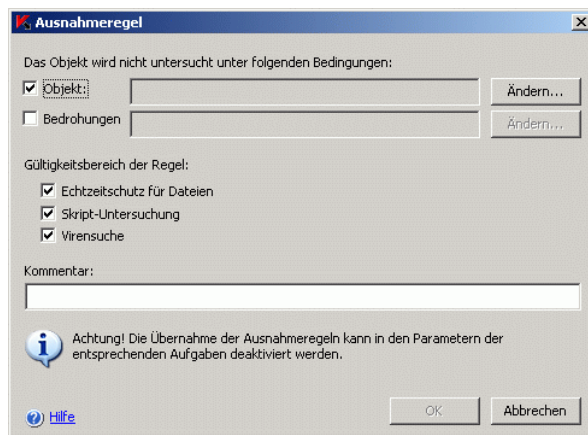 Ausnahmeregel
Das Objekt wird nicht untersucht unter folgenden Bedingungen:
Objekt:
Ändern...
Bedrohungen
Ändern...
Gültigkeitsbereich der Regel:
Echtzeitschutz für Dateien
Skript-Untersuchung
Virensuche
Kommentar:
Achtung! Die Übernahme der Ausnahmeregeln kann in den Parametern der
entsprechenden Aufgaben deaktiviert werden.
Hilfe
OK
Abbrechen